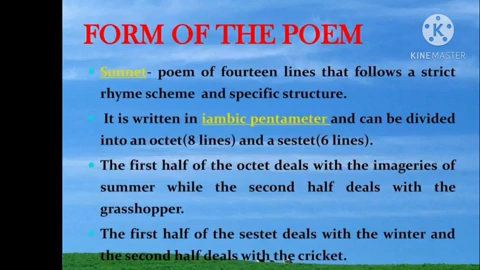 FORM OF THE POEM
KINEMASTER
Sonnet- poem of fourteen lines that follows a strict
rhyme scheme and specific structure.
It is written in iambic pentameter and can be divided
into an octet(8 lines) and a sestet(6 lines).
The first half of the octet deals with the imageries of
summer while the second half deals with the
grasshopper.
The first half of the sestet deals with the winter and
the second half deals with the cricket.